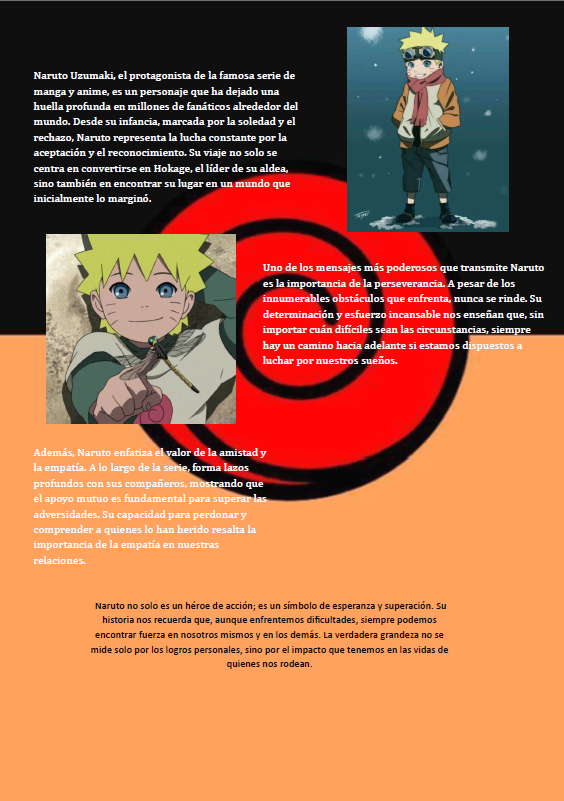 Naruto Uzumaki, el protagonista de la famosa serie de
manga y anime, es un personaje que ha dejado una
huella profunda en millones de fanáticos alrededor del
mundo. Desde su infancia, marcada por la soledad y el
rechazo, Naruto representa la lucha constante por la
aceptación y el reconocimiento. Su viaje no solo se
centra en convertirse en Hokage, el líder de su aldea,
sino también en encontrar su lugar en un mundo que
inicialmente lo marginó.
Uno de los mensajes más poderosos que transmite Naruto
es la importancia de la perseverancia. A pesar de los
innumerables obstáculos que enfrenta, nunca se rinde. Su
determinación y esfuerzo incansable nos enseñan que, sin
importar cuán difíciles sean las circunstancias, siempre
hay un camino hacia adelante si estamos dispuestos a
luchar por nuestros sueños.
Además, Naruto enfatiza el valor de la amistad y
la empatía. A lo largo de la serie, forma lazos
profundos con sus compañeros, mostrando que
el apoyo mutuo es fundamental para superar las
adversidades. Su capacidad para perdonar y
comprender a quienes lo han herido resalta la
importancia de la empatía en nuestras
relaciones.
Naruto no solo es un héroe de acción; es un símbolo de esperanza y superación. Su
historia nos recuerda que, aunque enfrentemos dificultades, siempre podemos
encontrar fuerza en nosotros mismos y en los demás. La verdadera grandeza no se
mide solo por los logros personales, sino por el impacto que tenemos en las vidas de
quienes nos rodean.